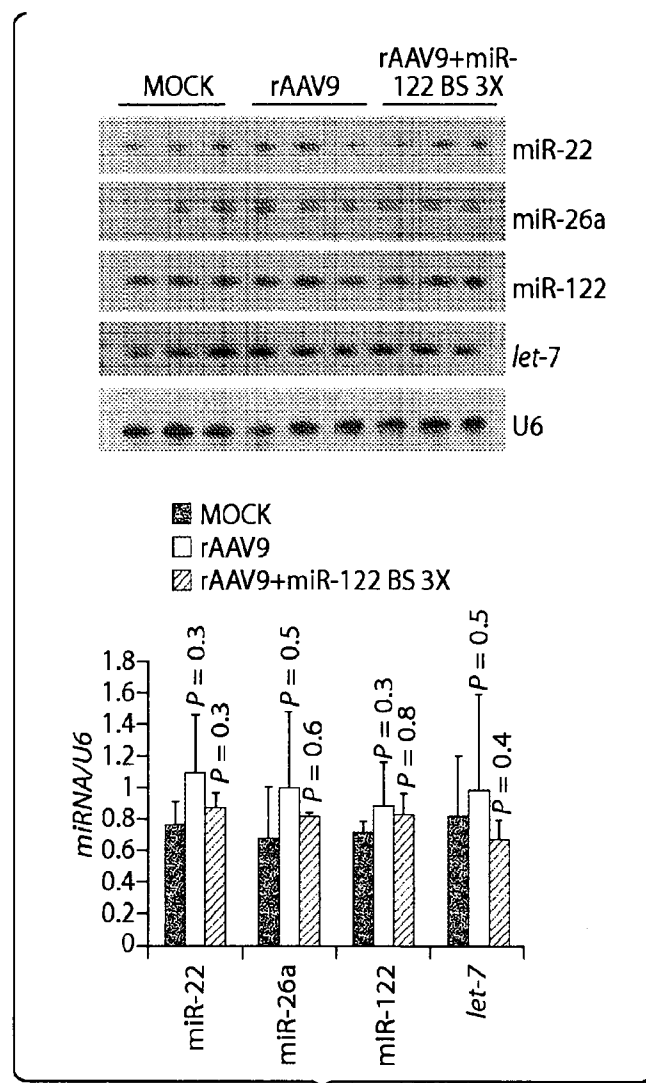 MOCK rAAV9 rAAV9+miR-
122 BS 3X
miR-22
miR-26a
miR-122
let-7
U6
MOCK
rAAV9
rAAV9+miR-122 BS 3X
miRNA/U6
1.8
1.6
1.4
1.2
1
0.8
0.6
0.4
0.2
0
P = 0.3
P = 0.3
P = 0.5
P = 0.6
P = 0.3
P = 0.8
P = 0.5
P = 0.4
miR-22
miR-26a
miR-122
let-7